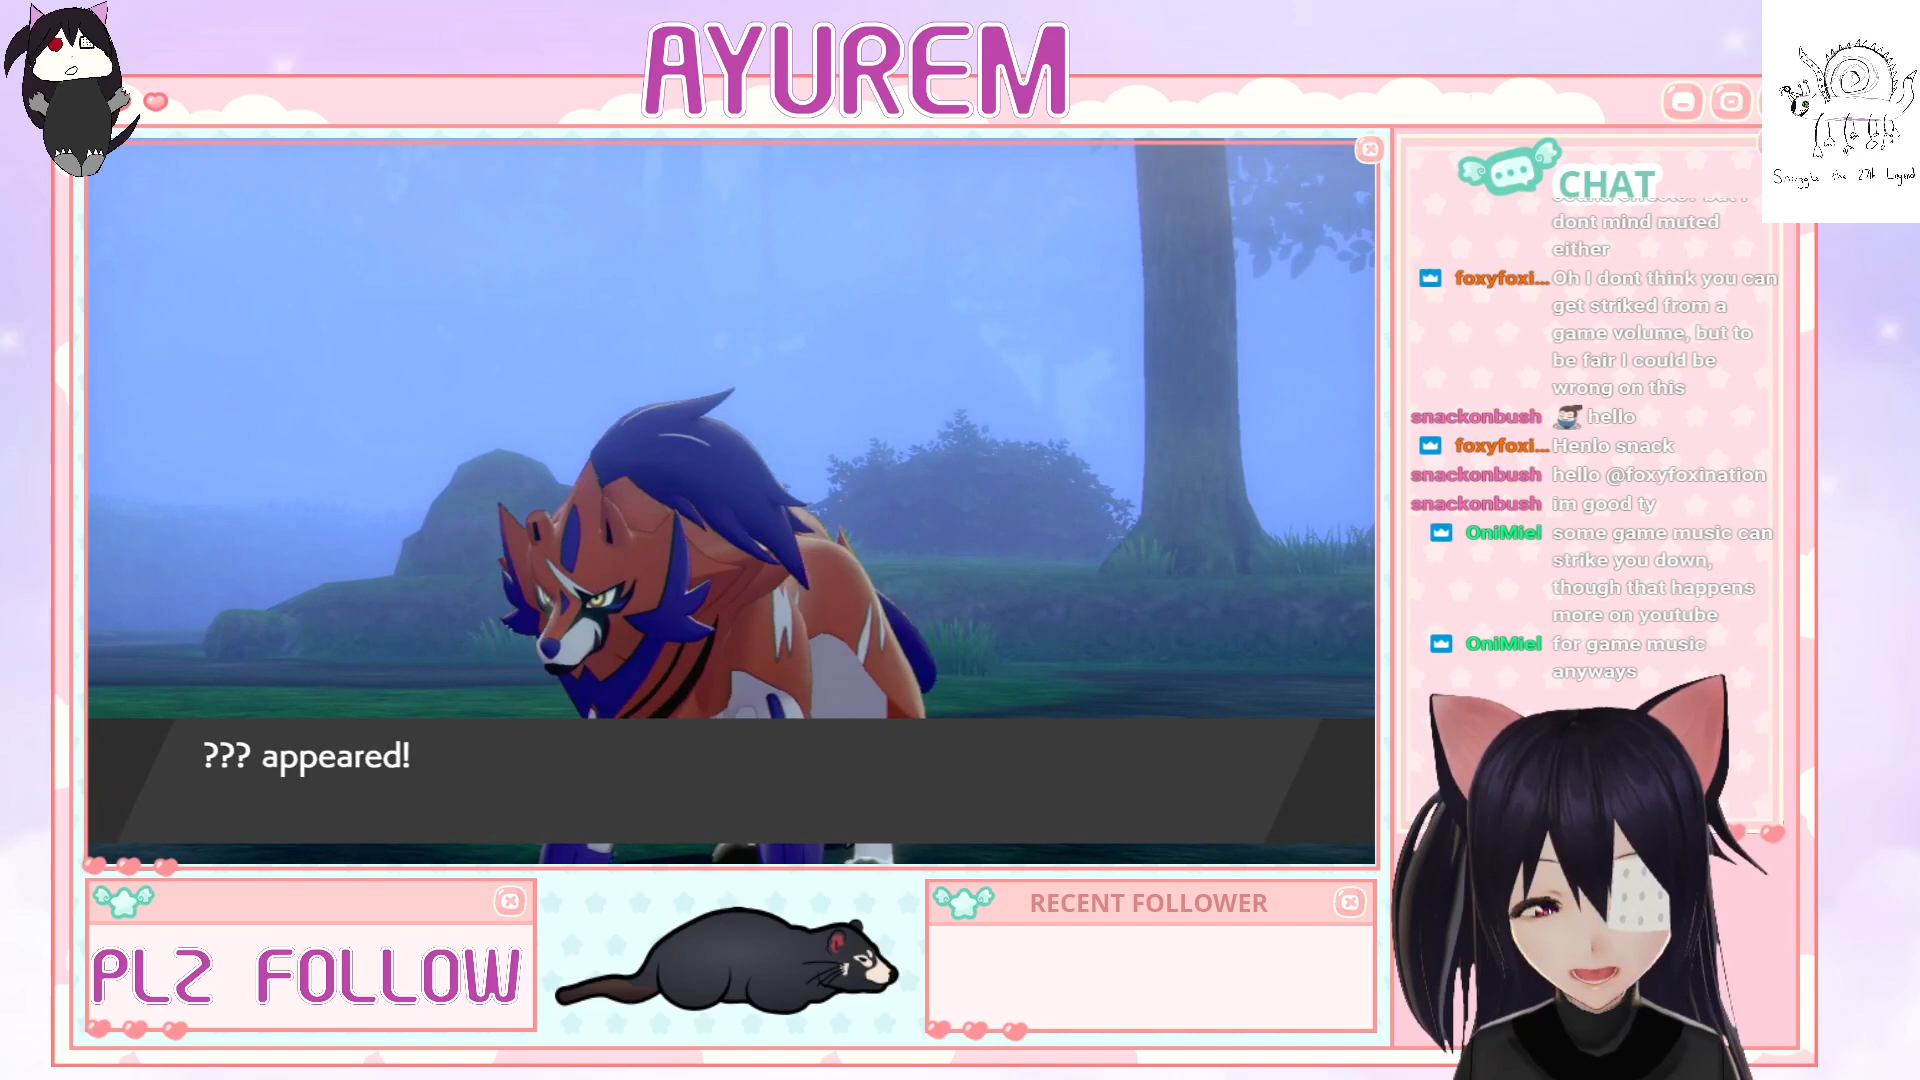 AYUREM
CHAT
dont mind muted
either
foxyfoxi... Oh I dont think you can
get striked from a
game volume, but to
be fair I could be
wrong on this
snackonbush hello
foxyfoxi... Henlo snack
snackonbush hello @foxyfoxination
snackonbush im good ty
OniMiel some game music can
strike you down,
though that happens
more on youtube
OniMiel for game music
anyways
the 27th Legend
??? appeared!
PLZ FOLLOW
RECENT FOLLOWER